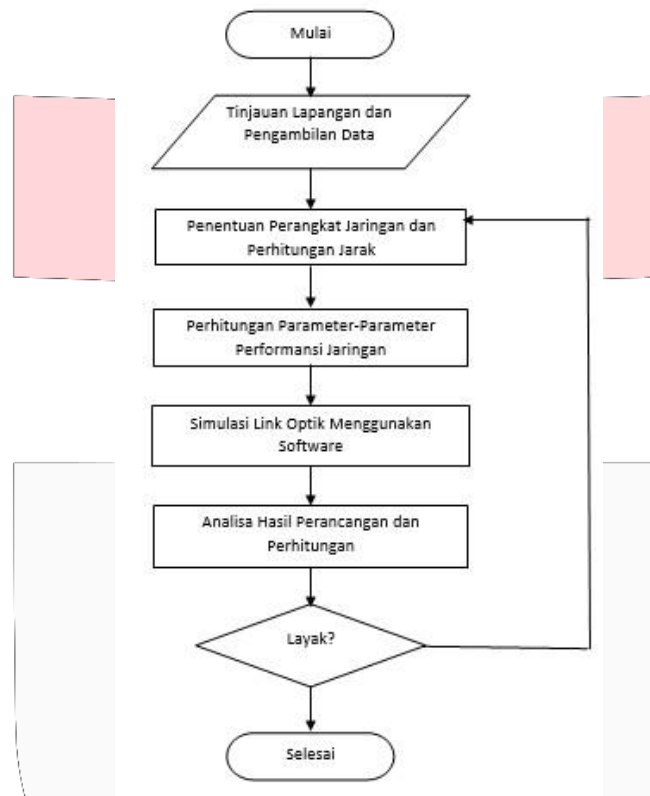 Mulai
Tinjauan Lapangan dan
Pengambilan Data
Penentuan Perangkat Jaringan dan
Perhitungan Jarak
Perhitungan Parameter-Parameter
Performansi Jaringan
Simulasi Link Optik Menggunakan
Software
Analisa Hasil Perancangan dan
Perhitungan
Layak?
Selesai